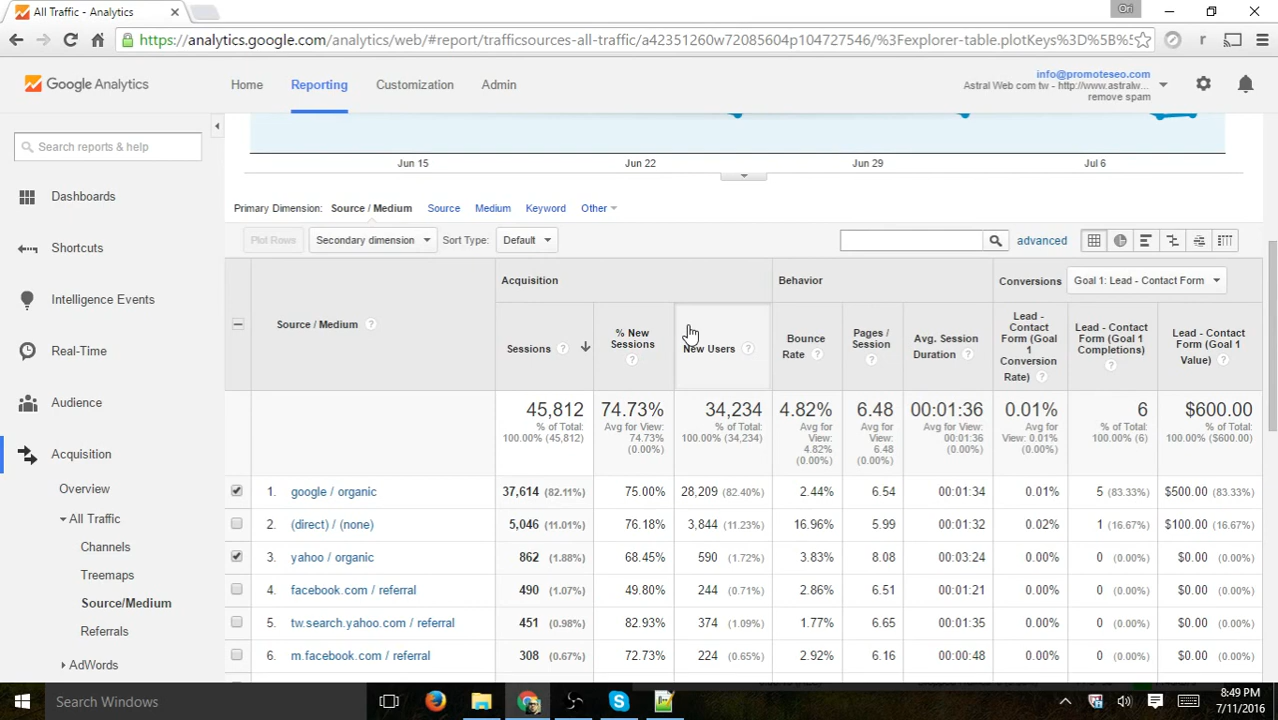 All Traffic - Analytics
Ori
https://analytics.google.com/analytics/web/#report/trafficsources-all-traffic/a42351260w72085604p104727546/%3Fexplorer-table.plotKeys%3D%5B%5
r
Google Analytics
Home Reporting Customization Admin
info@promoteseo.com
Astral Web com tw - http://www.astralw...
remove spam
Search reports & help
Dashboards
Shortcuts
Intelligence Events
Real-Time
Audience
Acquisition
Overview
All Traffic
Channels
Treemaps
Source/Medium
Referrals
AdWords
Jun 15 Jun 22 Jun 29 Jul 6
Primary Dimension: Source / Medium Source Medium Keyword Other
Plot Rows Secondary dimension Sort Type: Default advanced
Acquisition Behavior Conversions Goal 1: Lead - Contact Form
Source / Medium ?
Sessions ?
% New Sessions ?
New Users ?
Bounce Rate ?
Pages / Session ?
Avg. Session Duration ?
Lead - Contact Form (Goal 1 Conversion Rate) ?
Lead - Contact Form (Goal 1 Completions) ?
Lead - Contact Form (Goal 1 Value) ?
45,812 74.73% 34,234 4.82% 6.48 00:01:36 0.01% 6 $600.00
% of Total: 100.00% (45,812)
Avg for View: 74.73% (0.00%)
% of Total: 100.00% (34,234)
Avg for View: 4.82% (0.00%)
Avg for View: 6.48 (0.00%)
Avg for View: 00:01:36 (0.00%)
Avg for View: 0.01% (0.00%)
% of Total: 100.00% (6)
% of Total: 100.00% ($600.00)
1. google / organic 37,614 (82.11%) 75.00% 28,209 (82.40%) 2.44% 6.54 00:01:34 0.01% 5 (83.33%) $500.00 (83.33%)
2. (direct) / (none) 5,046 (11.01%) 76.18% 3,844 (11.23%) 16.96% 5.99 00:01:32 0.02% 1 (16.67%) $100.00 (16.67%)
3. yahoo / organic 862 (1.88%) 68.45% 590 (1.72%) 3.83% 8.08 00:03:24 0.00% 0 (0.00%) $0.00 (0.00%)
4. facebook.com / referral 490 (1.07%) 49.80% 244 (0.71%) 2.86% 6.51 00:01:21 0.00% 0 (0.00%) $0.00 (0.00%)
5. tw.search.yahoo.com / referral 451 (0.98%) 82.93% 374 (1.09%) 1.77% 6.65 00:01:35 0.00% 0 (0.00%) $0.00 (0.00%)
6. m.facebook.com / referral 308 (0.67%) 72.73% 224 (0.65%) 2.92% 6.16 00:00:48 0.00% 0 (0.00%) $0.00 (0.00%)
Search Windows
8:49 PM
7/11/2016